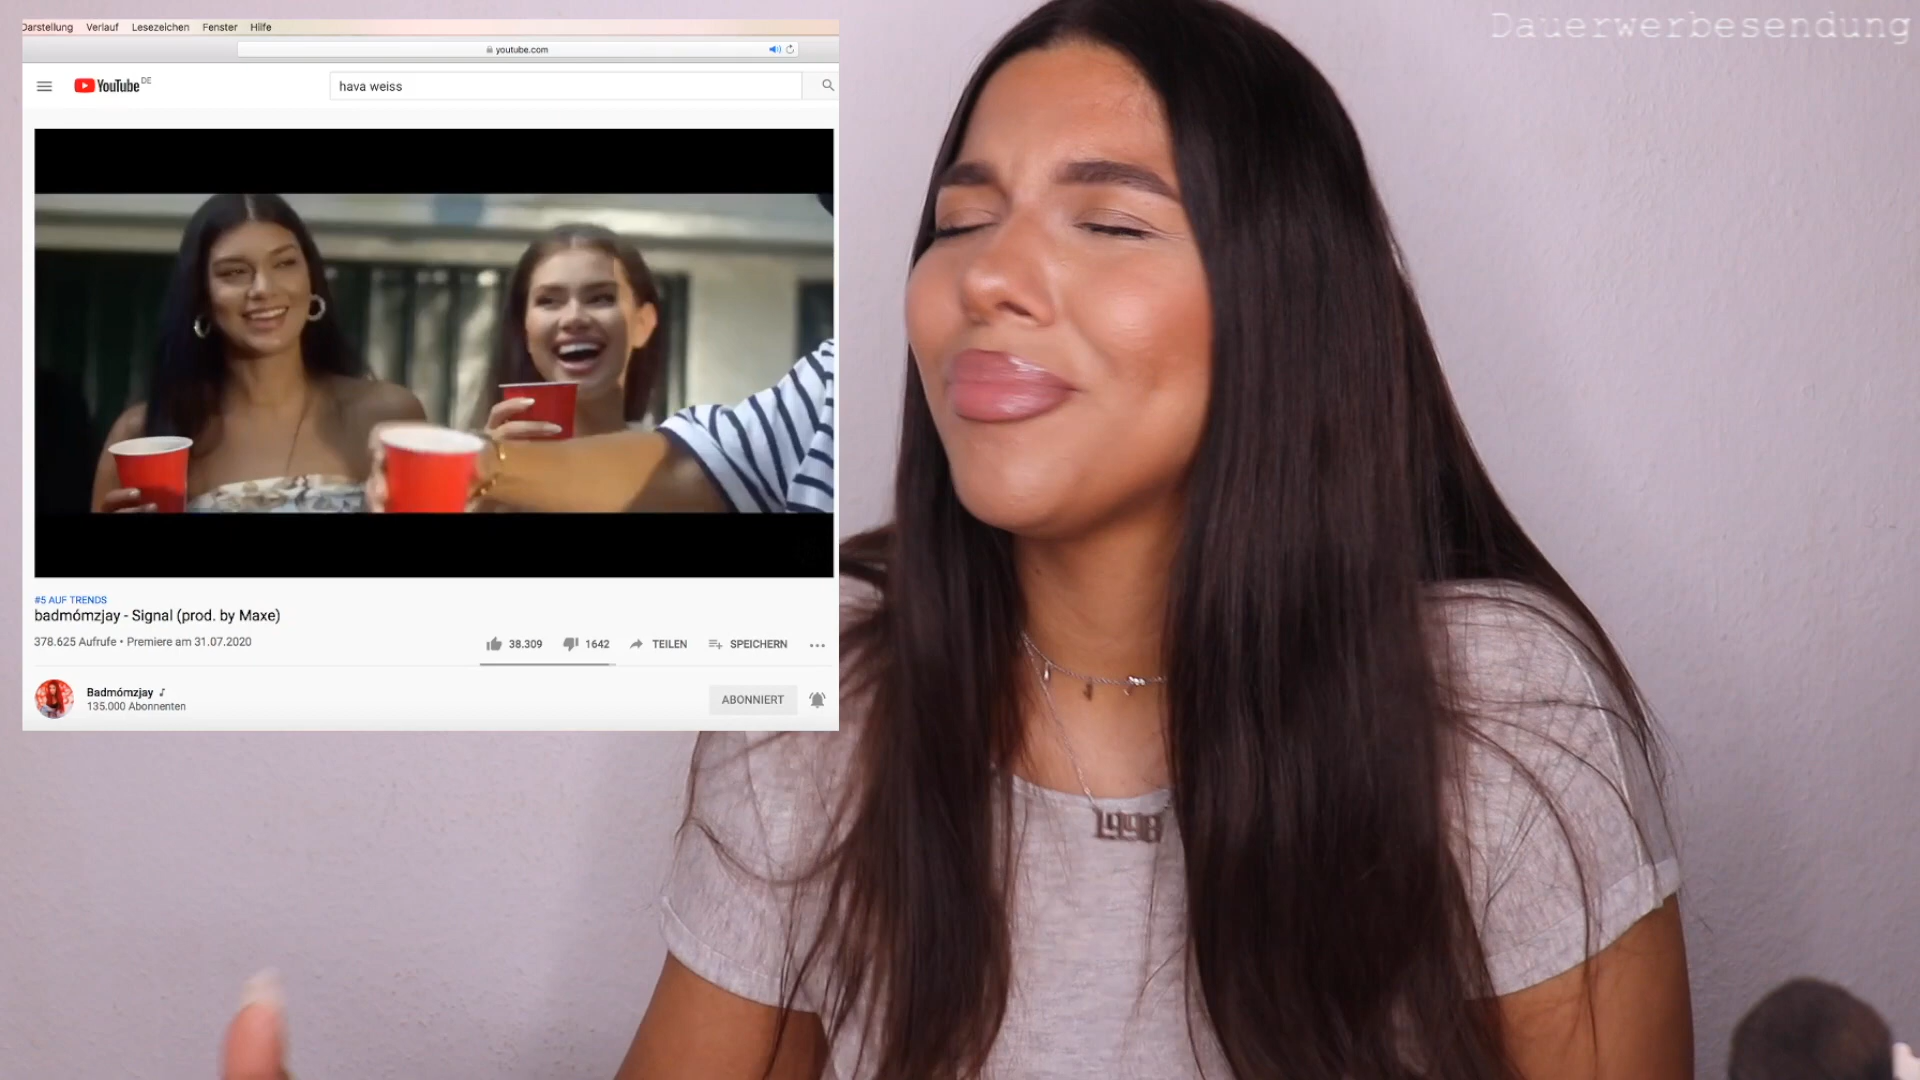 Darstellung Verlauf Lesezeichen Fenster Hilfe
Dauerwerbesendung
youtube.com
YouTube DE
hava weiss
#5 AUF TRENDS
badmómzjay - Signal (prod. by Maxe)
378.625 Aufrufe • Premiere am 31.07.2020
38.309 1642 TEILEN SPEICHERN
Badmómzjay
135.000 Abonnenten
ABONNIERT
1998